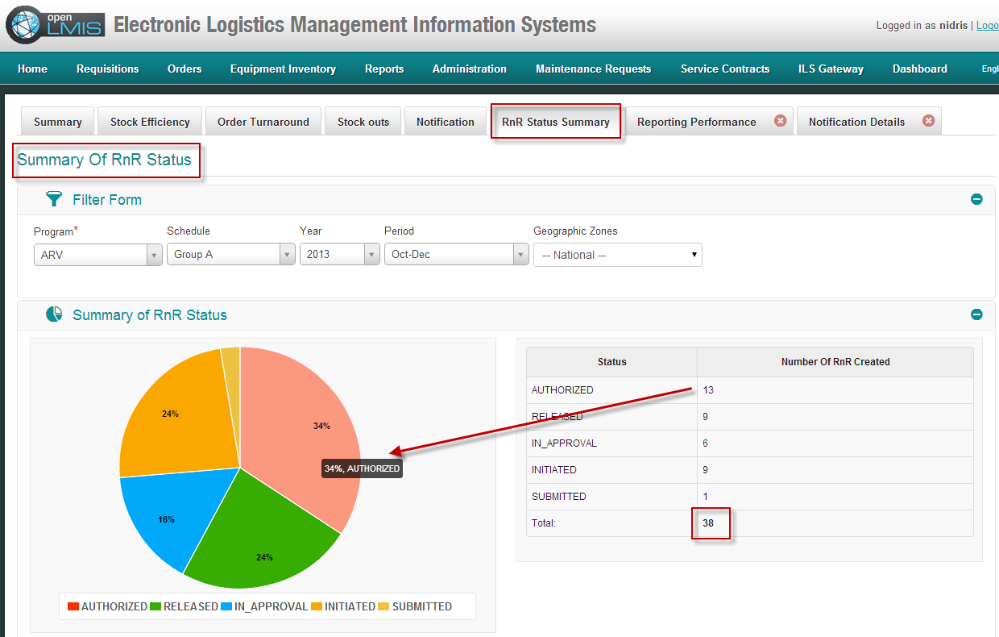 open LMIS Electronic Logistics Management Information Systems
Logged in as nidris | Logo
Home Requisitions Orders Equipment Inventory Reports Administration Maintenance Requests Service Contracts ILS Gateway Dashboard Engl
Summary Stock Efficiency Order Turnaround Stock outs Notification RnR Status Summary Reporting Performance Notification Details
Summary Of RnR Status
Filter Form
Program* Schedule Year Period Geographic Zones
ARV Group A 2013 Oct-Dec -- National --
Summary of RnR Status
Status Number Of RnR Created
AUTHORIZED 13
RELEASED 9
IN_APPROVAL 6
INITIATED 9
SUBMITTED 1
Total: 38
24%
34%
34%, AUTHORIZED
16%
24%
AUTHORIZED RELEASED IN_APPROVAL INITIATED SUBMITTED